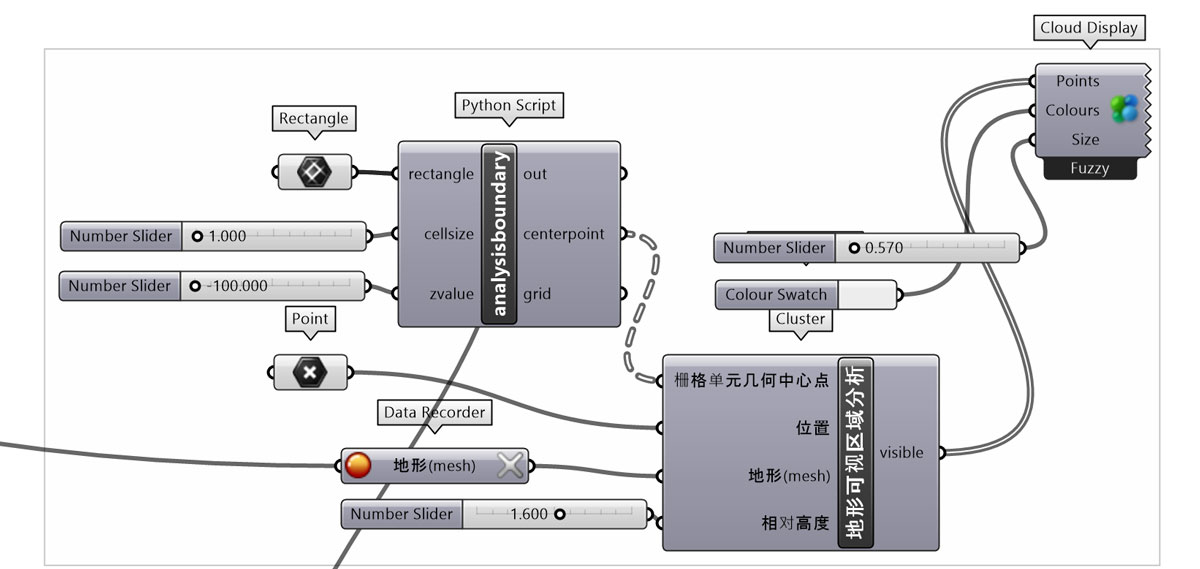 Cloud Display
Points
Colours
Size
Fuzzy
Rectangle
Python Script
rectangle
cellsize
zvalue
analysisboundary
out
centerpoint
grid
Number Slider 1.000
Number Slider -100.000
Point
Number Slider 0.570
Colour Swatch
Cluster
Data Recorder
地形(mesh)
Number Slider 1.600
栅格单元几何中心点
位置
地形(mesh)
相对高度
地形可视区域分析
visible